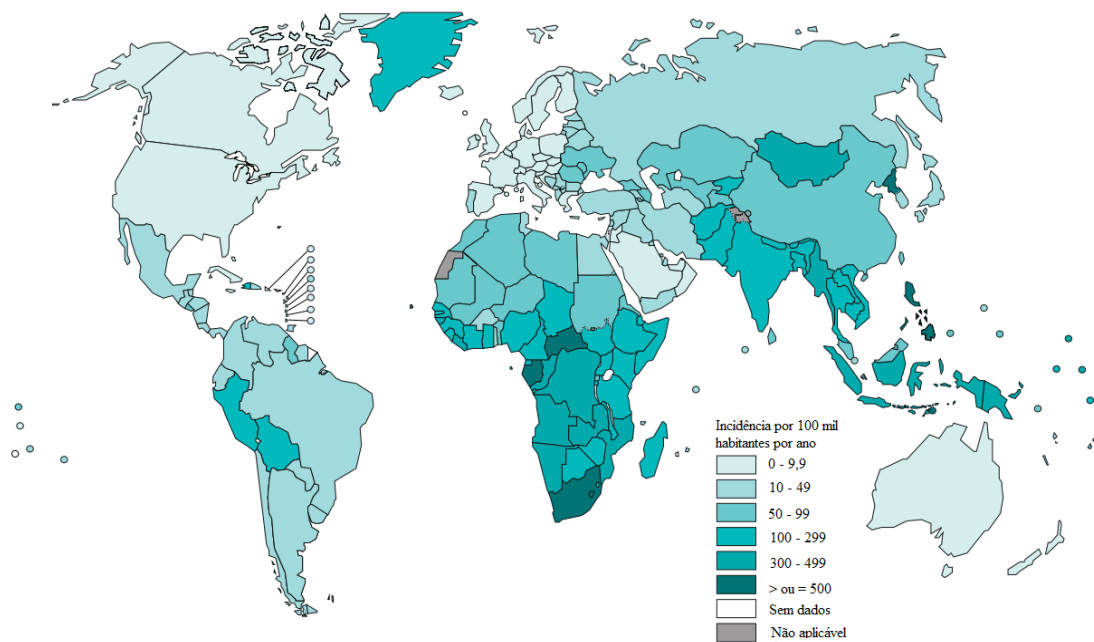 Incidência por 100 mil
habitantes por ano
0 - 9,9
10 - 49
50 - 99
100 - 299
300 - 499
> ou = 500
Sem dados
Não aplicável